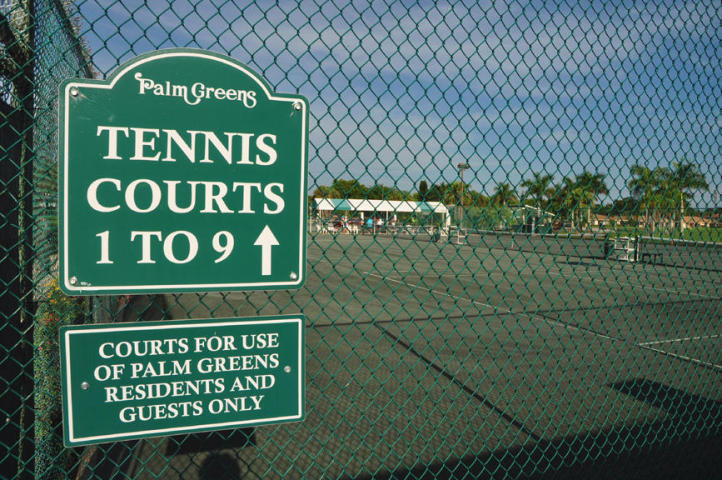 Palm Greens
TENNIS
COURTS
1 TO 9
COURTS FOR USE
OF PALM GREENS
RESIDENTS AND
GUESTS ONLY